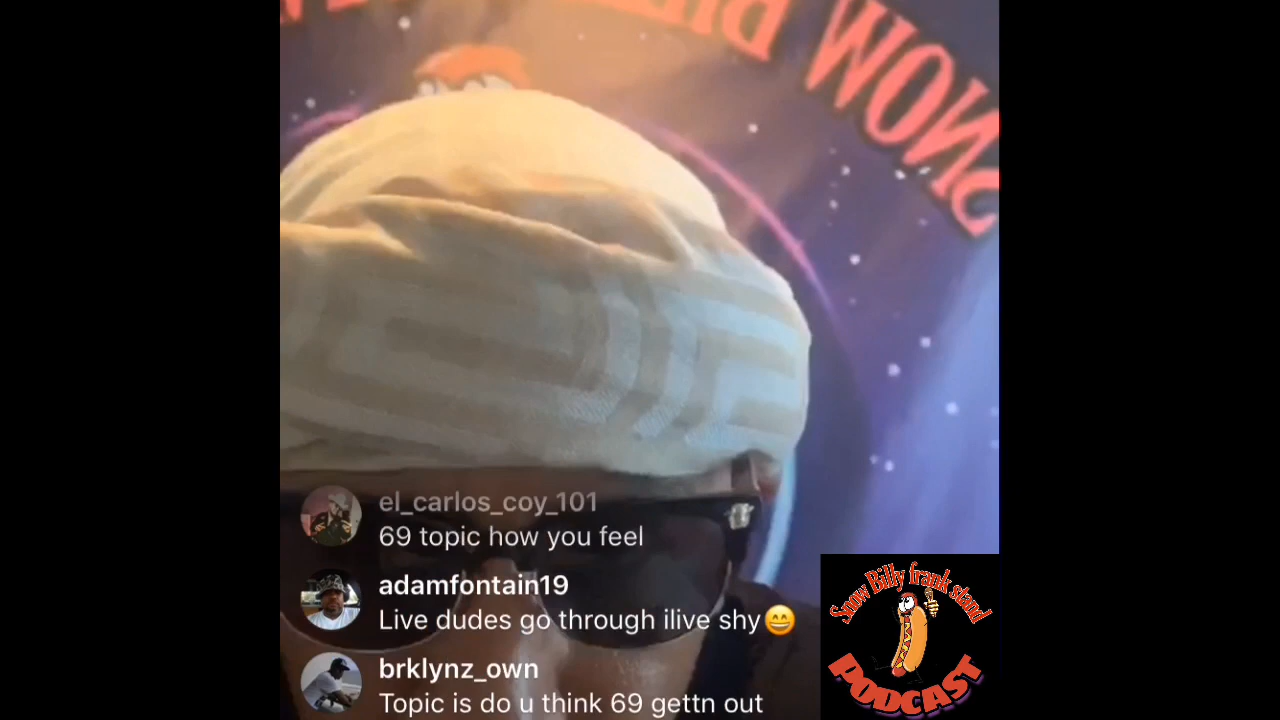 SNOW
el_carlos_coy_101
69 topic how you feel
adamfontain19
Live dudes go through ilive shy😄
brklynz_own
Topic is do u think 69 gettn out
Snow Billy frank stand
PODCAST